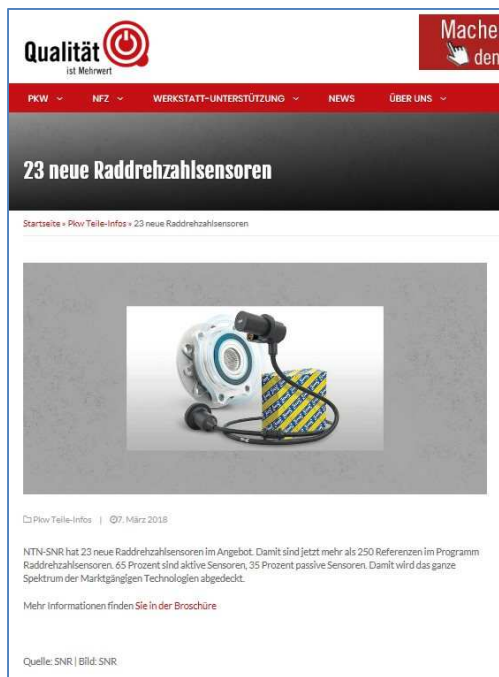 Qualität
ist Mehrwert
Mache
den
PKW
NFZ
WERKSTATT-UNTERSTÜTZUNG
NEWS
ÜBER UNS
23 neue Raddrehzahlsensoren
Startseite » Pkw Teile-Infos » 23 neue Raddrehzahlsensoren
Pkw Teile-Infos | 7. März 2018
NTN-SNR hat 23 neue Raddrehzahlsensoren im Angebot. Damit sind jetzt mehr als 250 Referenzen im Programm
Raddrehzahlsensoren. 65 Prozent sind aktive Sensoren, 35 Prozent passive Sensoren. Damit wird das ganze
Spektrum der Marktgängigen Technologien abgedeckt.
Mehr Informationen finden Sie in der Broschüre
Quelle: SNR | Bild: SNR